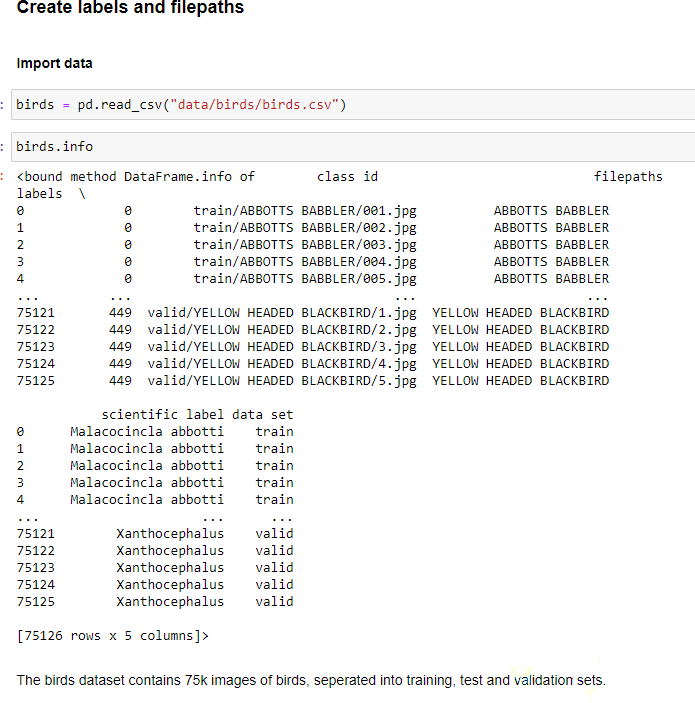 Create labels and filepaths
Import data
: birds = pd.read_csv("data/birds/birds.csv")
: birds.info
: <bound method DataFrame.info of        class id                            filepaths
labels  \
0             0        train/ABBOTTS BABBLER/001.jpg          ABBOTTS BABBLER
1             0        train/ABBOTTS BABBLER/002.jpg          ABBOTTS BABBLER
2             0        train/ABBOTTS BABBLER/003.jpg          ABBOTTS BABBLER
3             0        train/ABBOTTS BABBLER/004.jpg          ABBOTTS BABBLER
4             0        train/ABBOTTS BABBLER/005.jpg          ABBOTTS BABBLER
...         ...                                  ...                      ...
75121       449  valid/YELLOW HEADED BLACKBIRD/1.jpg  YELLOW HEADED BLACKBIRD
75122       449  valid/YELLOW HEADED BLACKBIRD/2.jpg  YELLOW HEADED BLACKBIRD
75123       449  valid/YELLOW HEADED BLACKBIRD/3.jpg  YELLOW HEADED BLACKBIRD
75124       449  valid/YELLOW HEADED BLACKBIRD/4.jpg  YELLOW HEADED BLACKBIRD
75125       449  valid/YELLOW HEADED BLACKBIRD/5.jpg  YELLOW HEADED BLACKBIRD
           scientific label data set
0      Malacocincla abbotti    train
1      Malacocincla abbotti    train
2      Malacocincla abbotti    train
3      Malacocincla abbotti    train
4      Malacocincla abbotti    train
...                     ...      ...
75121        Xanthocephalus    valid
75122        Xanthocephalus    valid
75123        Xanthocephalus    valid
75124        Xanthocephalus    valid
75125        Xanthocephalus    valid
[75126 rows x 5 columns]>
The birds dataset contains 75k images of birds, seperated into training, test and validation sets.